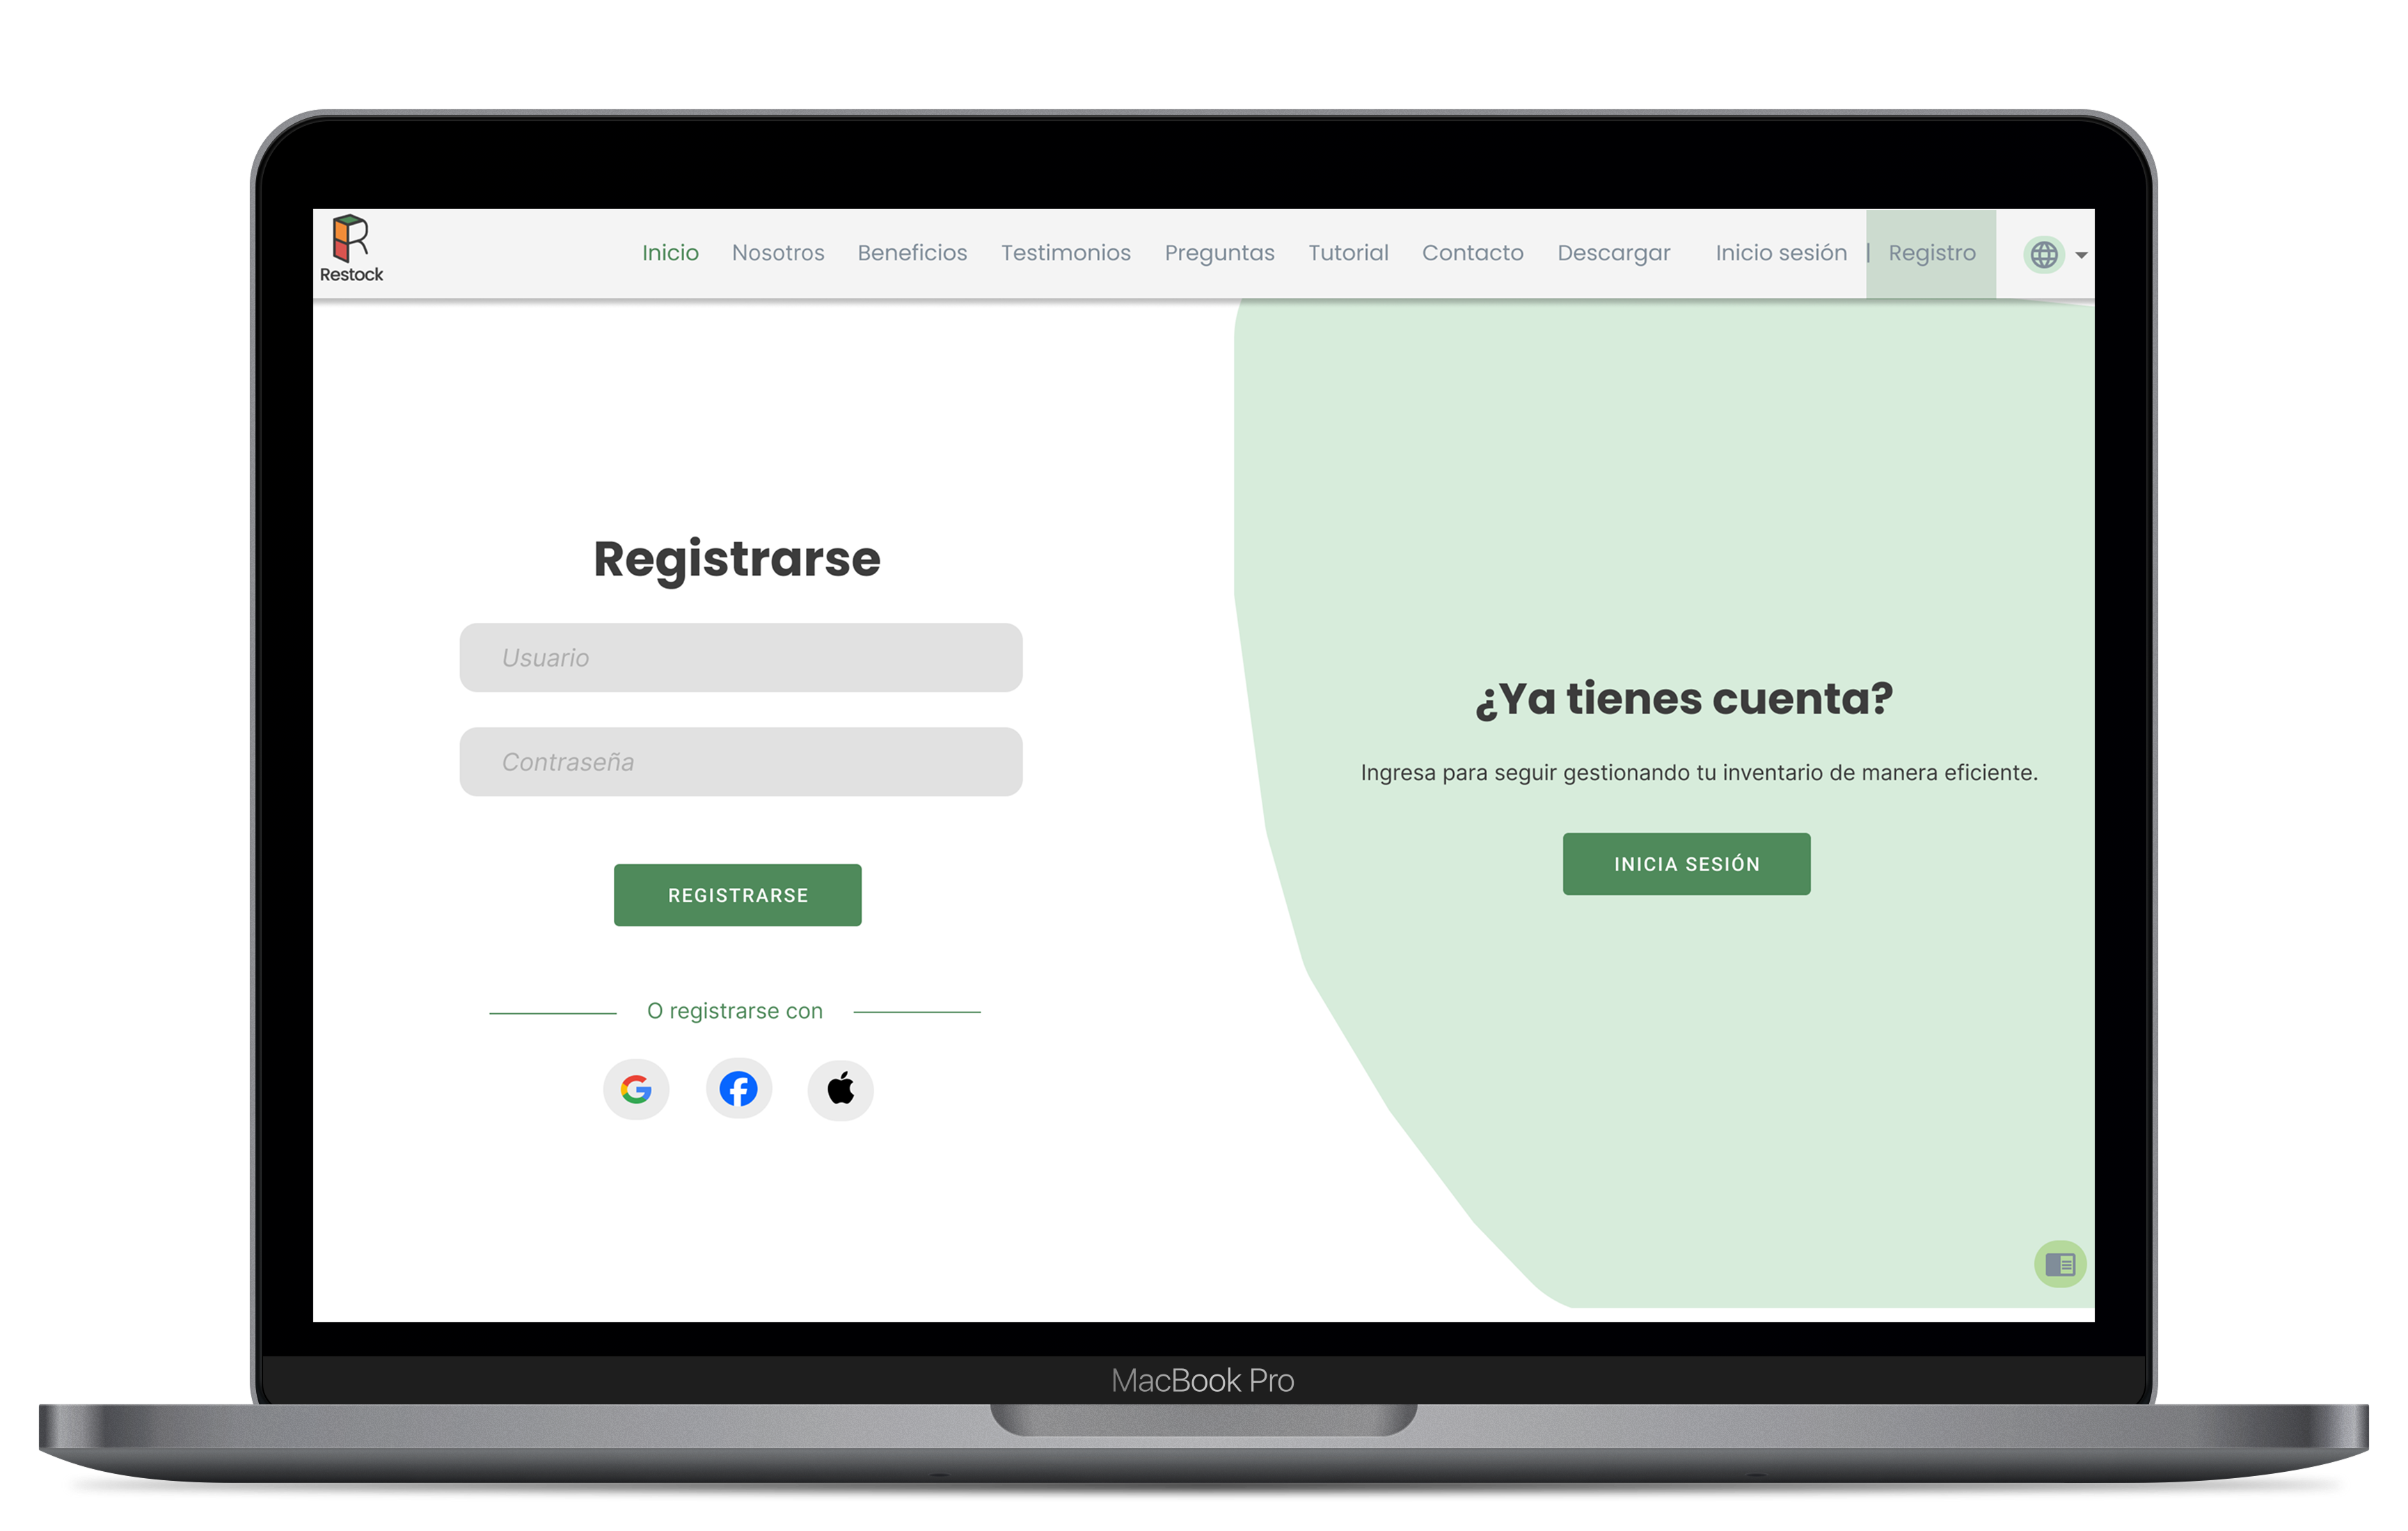 Restock
Inicio Nosotros Beneficios Testimonios Preguntas Tutorial Contacto Descargar Inicio sesión | Registro
Registrarse
Usuario
Contraseña
REGISTRARSE
O registrarse con
¿Ya tienes cuenta?
Ingresa para seguir gestionando tu inventario de manera eficiente.
INICIA SESIÓN
MacBook Pro